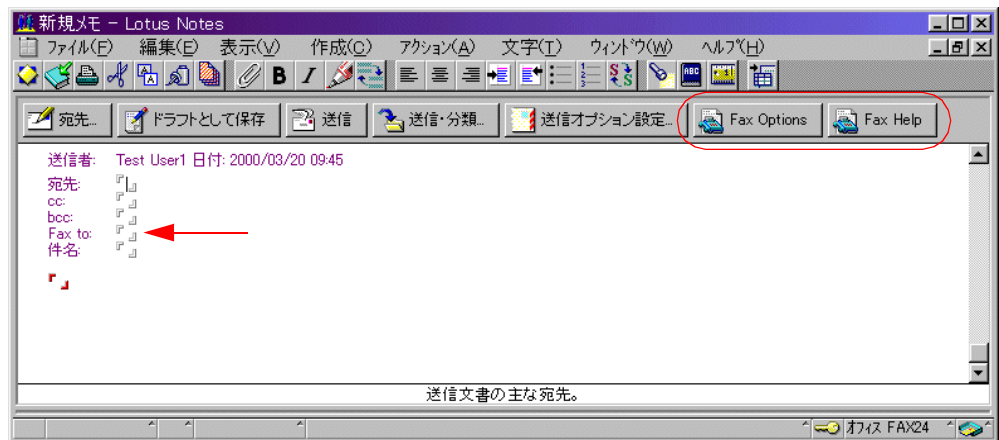 新規メモ - Lotus Notes
ファイル(F) 編集(E) 表示(V) 作成(C) アクション(A) 文字(T) ウィンドウ(W) ヘルプ(H)
宛先... ドラフトとして保存 送信 送信・分類... 送信オプション設定... Fax Options Fax Help
送信者: Test User1 日付: 2000/03/20 09:45
宛先: 『 』
cc: 『 』
bcc: 『 』
Fax to: 『 』
件名: 『 』
『 』
送信文書の主な宛先。
オフィス FAX24